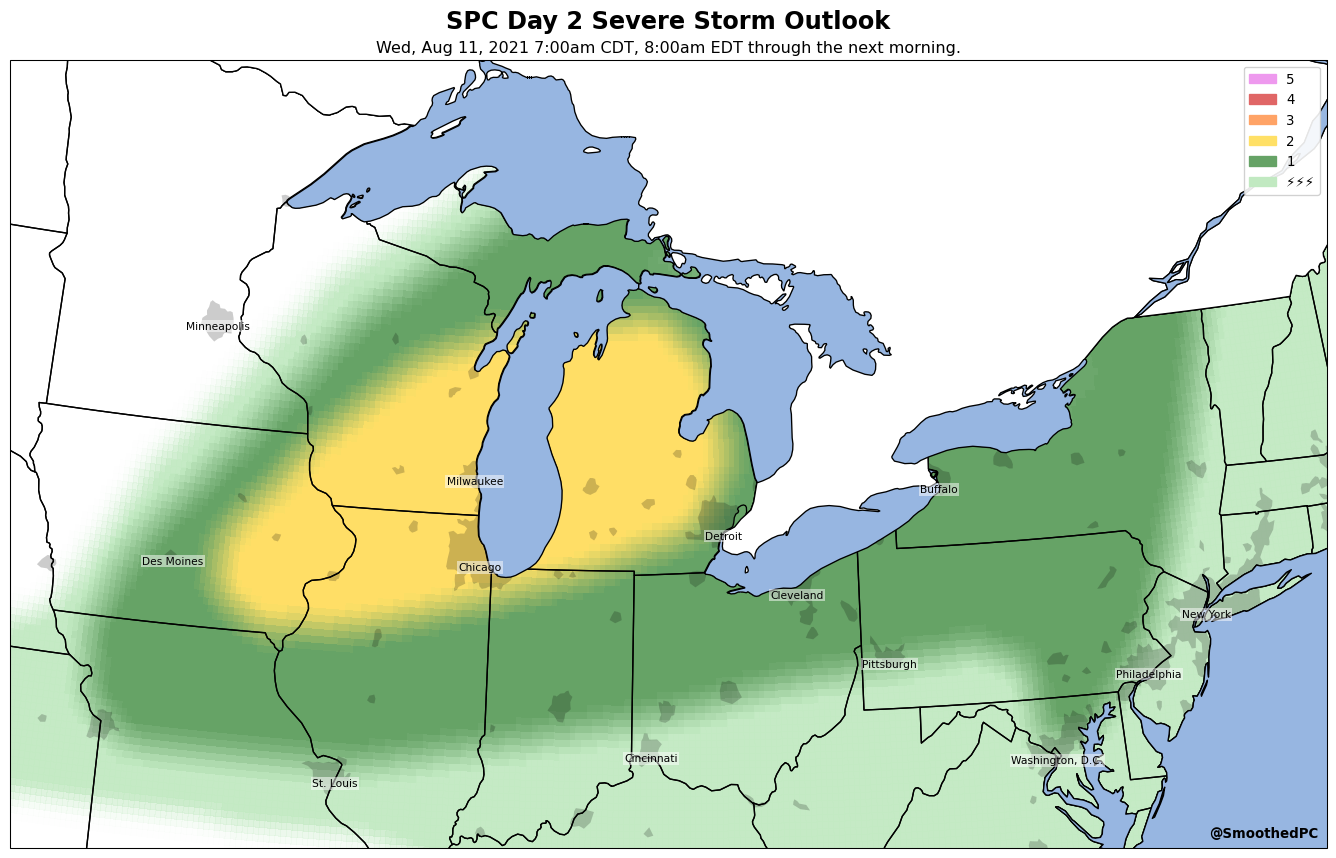 SPC Day 2 Severe Storm Outlook
Wed, Aug 11, 2021 7:00am CDT, 8:00am EDT through the next morning.
5
4
3
2
1
⚡⚡⚡
Minneapolis
Milwaukee
Buffalo
Detroit
Des Moines
Chicago
Cleveland
New York
Pittsburgh
Philadelphia
Cincinnati
Washington, D.C.
St. Louis
@SmoothedPC